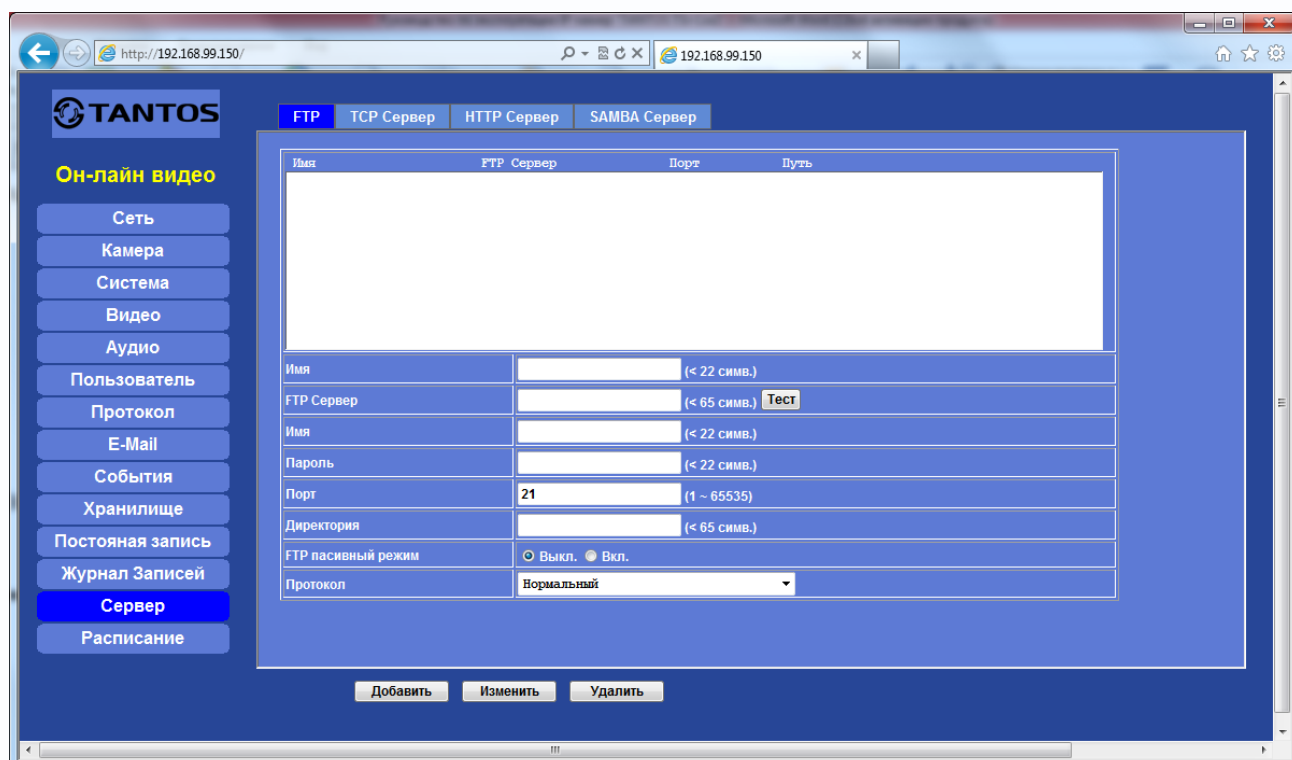 http://192.168.99.150/
192.168.99.150
TANTOS
FTP TCP Сервер HTTP Сервер SAMBA Сервер
Он-лайн видео
Сеть
Камера
Система
Видео
Аудио
Пользователь
Протокол
E-Mail
События
Хранилище
Постояная запись
Журнал Записей
Сервер
Расписание
Имя FTP Сервер Порт Путь
Имя (< 22 симв.)
FTP Сервер (< 65 симв.) Тест
Имя (< 22 симв.)
Пароль (< 22 симв.)
Порт 21 (1 ~ 65535)
Директория (< 65 симв.)
FTP пасивный режим Выкл. Вкл.
Протокол Нормальный
Добавить Изменить Удалить